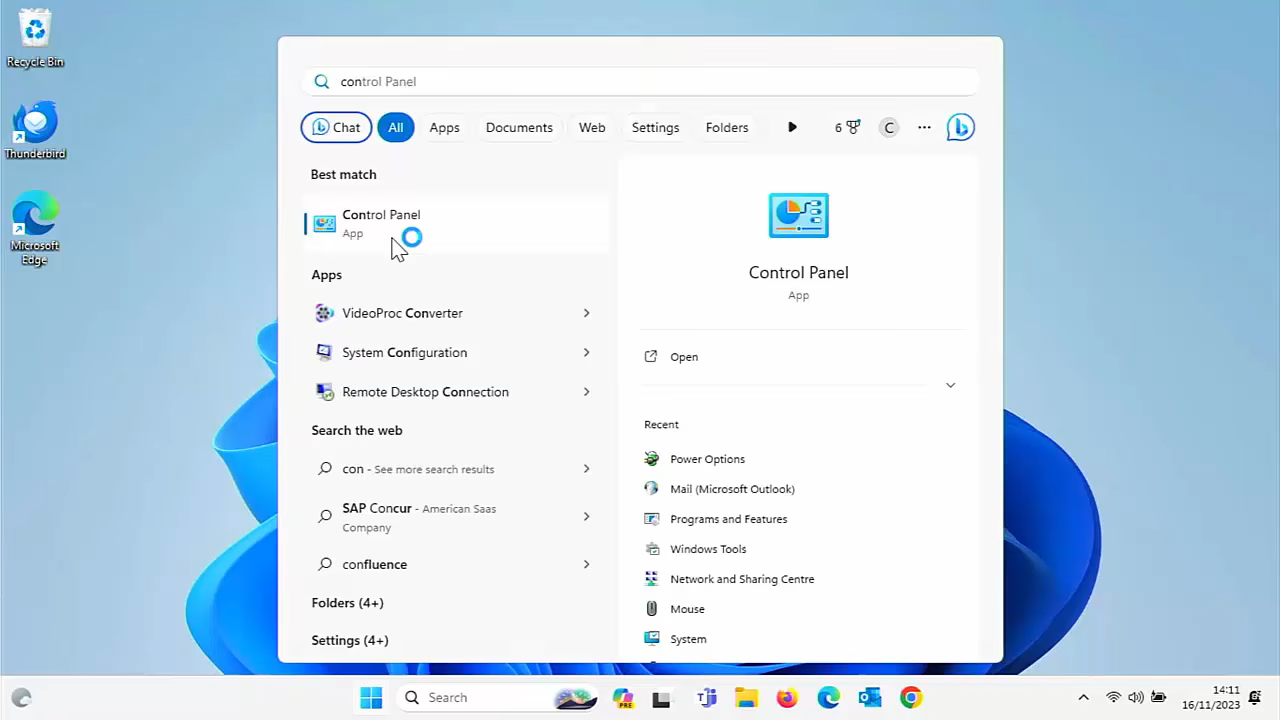 Recycle Bin
Thunderbird
Microsoft
Edge
control Panel
Chat
All
Apps
Documents
Web
Settings
Folders
6
C
Best match
Control Panel
App
Apps
VideoProc Converter
System Configuration
Remote Desktop Connection
Search the web
con - See more search results
SAP Concur - American Saas
Company
confluence
Folders (4+)
Settings (4+)
Control Panel
App
Open
Recent
Power Options
Mail (Microsoft Outlook)
Programs and Features
Windows Tools
Network and Sharing Centre
Mouse
System
Search
PRE
14:11
16/11/2023